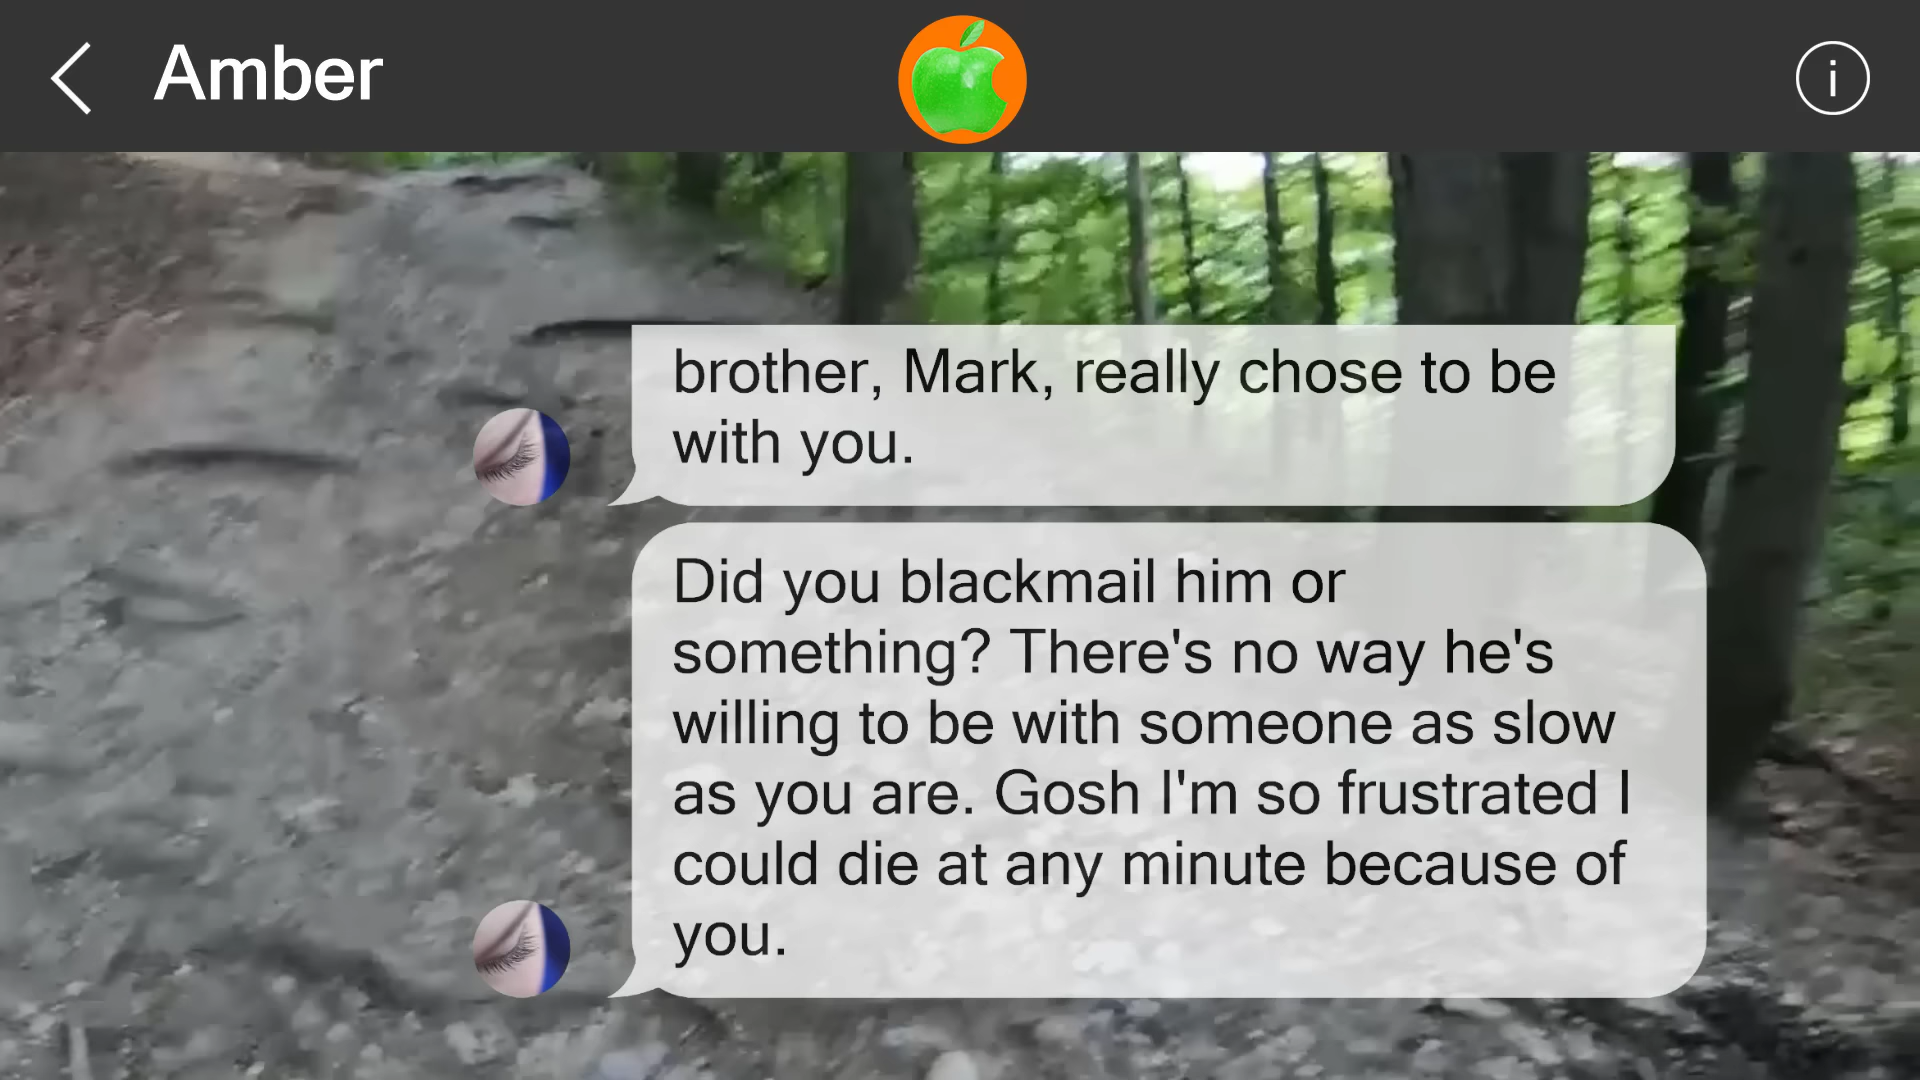 Amber
i
brother, Mark, really chose to be
with you.
Did you blackmail him or
something? There's no way he's
willing to be with someone as slow
as you are. Gosh I'm so frustrated I
could die at any minute because of
you.